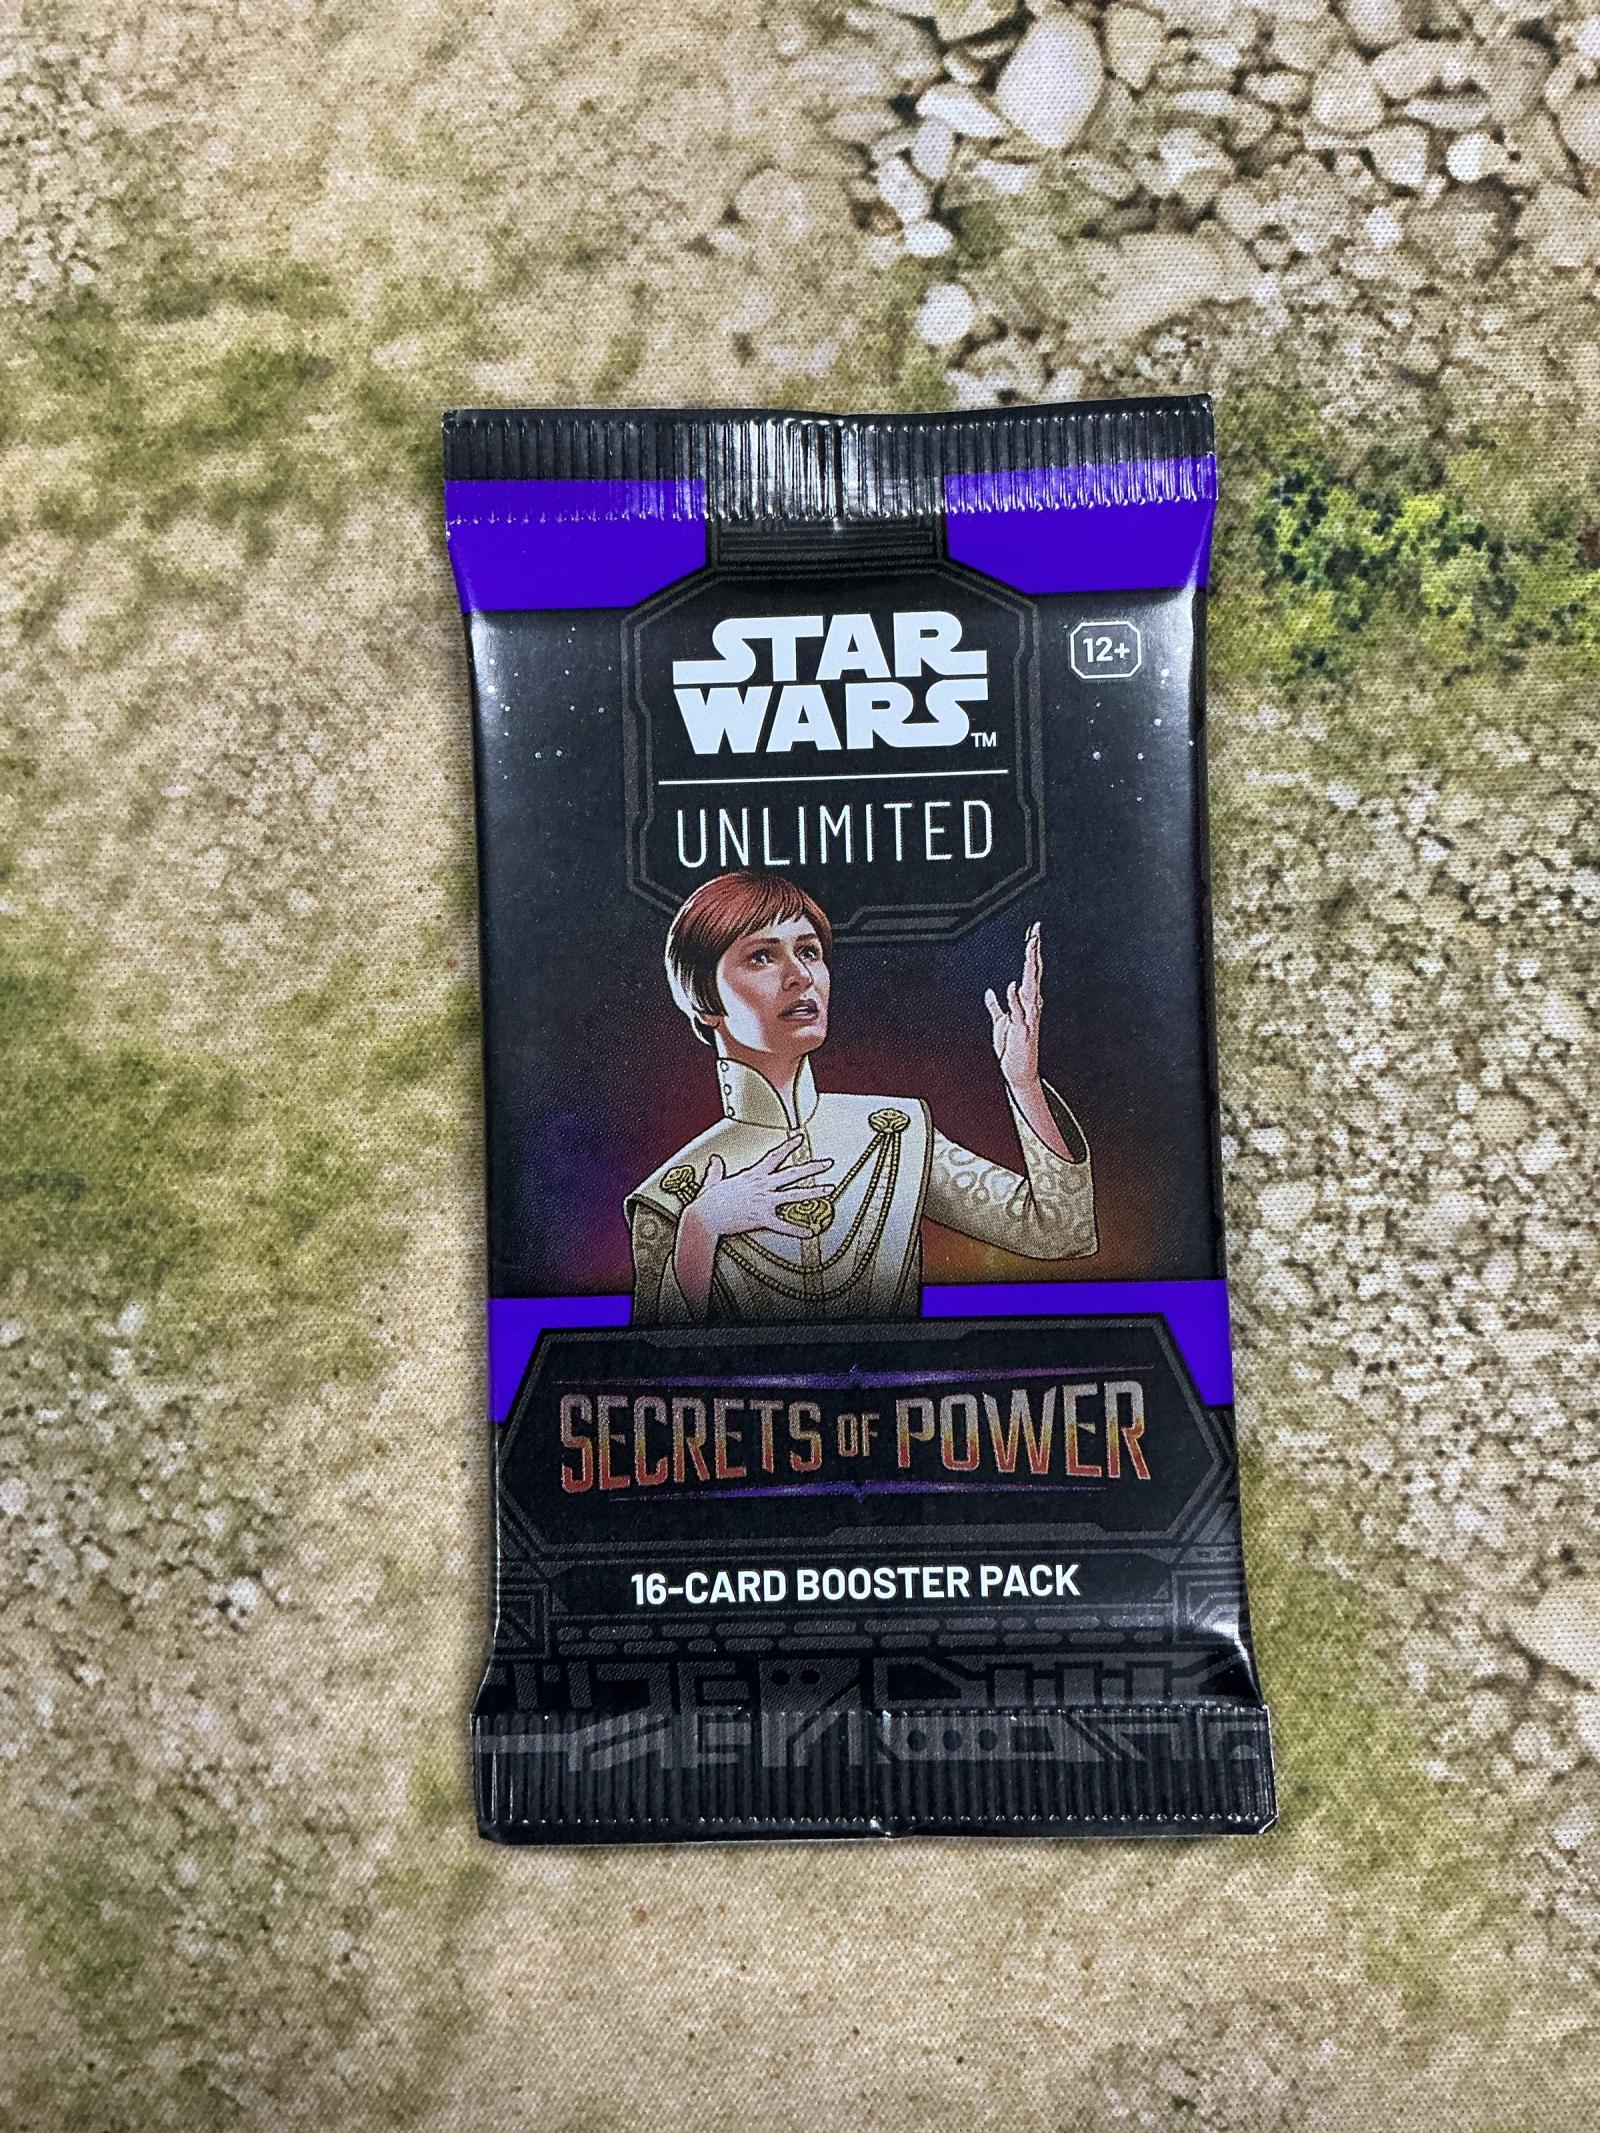 STAR
WARS™
12+
UNLIMITED
SECRETS OF POWER
16-CARD BOOSTER PACK